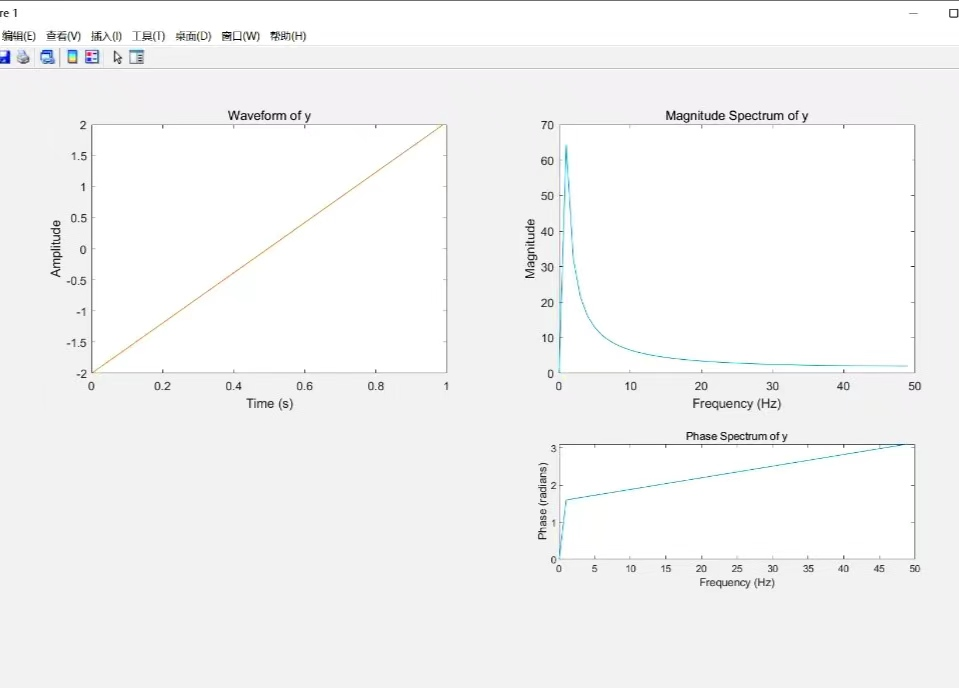 re 1
编辑(E) 查看(V) 插入(I) 工具(T) 桌面(D) 窗口(W) 帮助(H)
Waveform of y
2
1.5
1
0.5
0
-0.5
-1
-1.5
-2
Amplitude
0 0.2 0.4 0.6 0.8 1
Time (s)
Magnitude Spectrum of y
70
60
50
40
30
20
10
0
Magnitude
0 10 20 30 40 50
Frequency (Hz)
Phase Spectrum of y
3
2
1
0
Phase (radians)
0 5 10 15 20 25 30 35 40 45 50
Frequency (Hz)